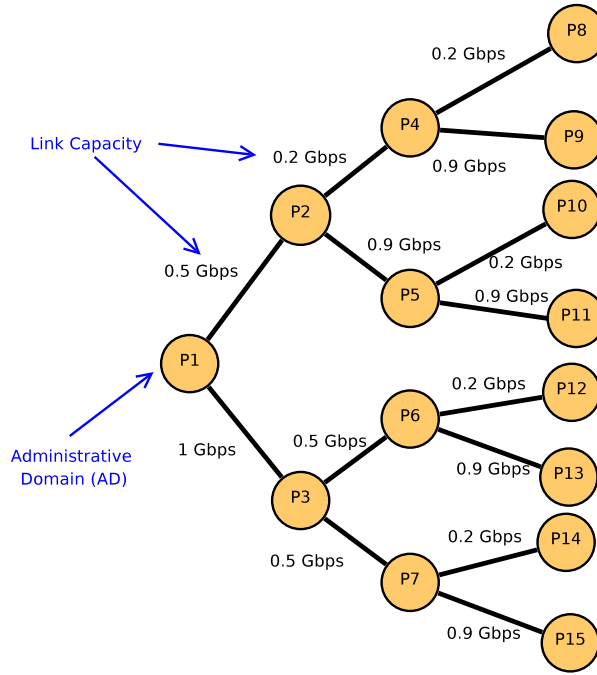 P8
0.2 Gbps
P4
P9
Link Capacity
0.2 Gbps
0.9 Gbps
P2
P10
0.9 Gbps
0.2 Gbps
0.5 Gbps
P5
0.9 Gbps
P11
P1
0.2 Gbps
P12
P6
1 Gbps
0.5 Gbps
Administrative
Domain (AD)
0.9 Gbps
P13
P3
0.2 Gbps
P14
0.5 Gbps
P7
0.9 Gbps
P15